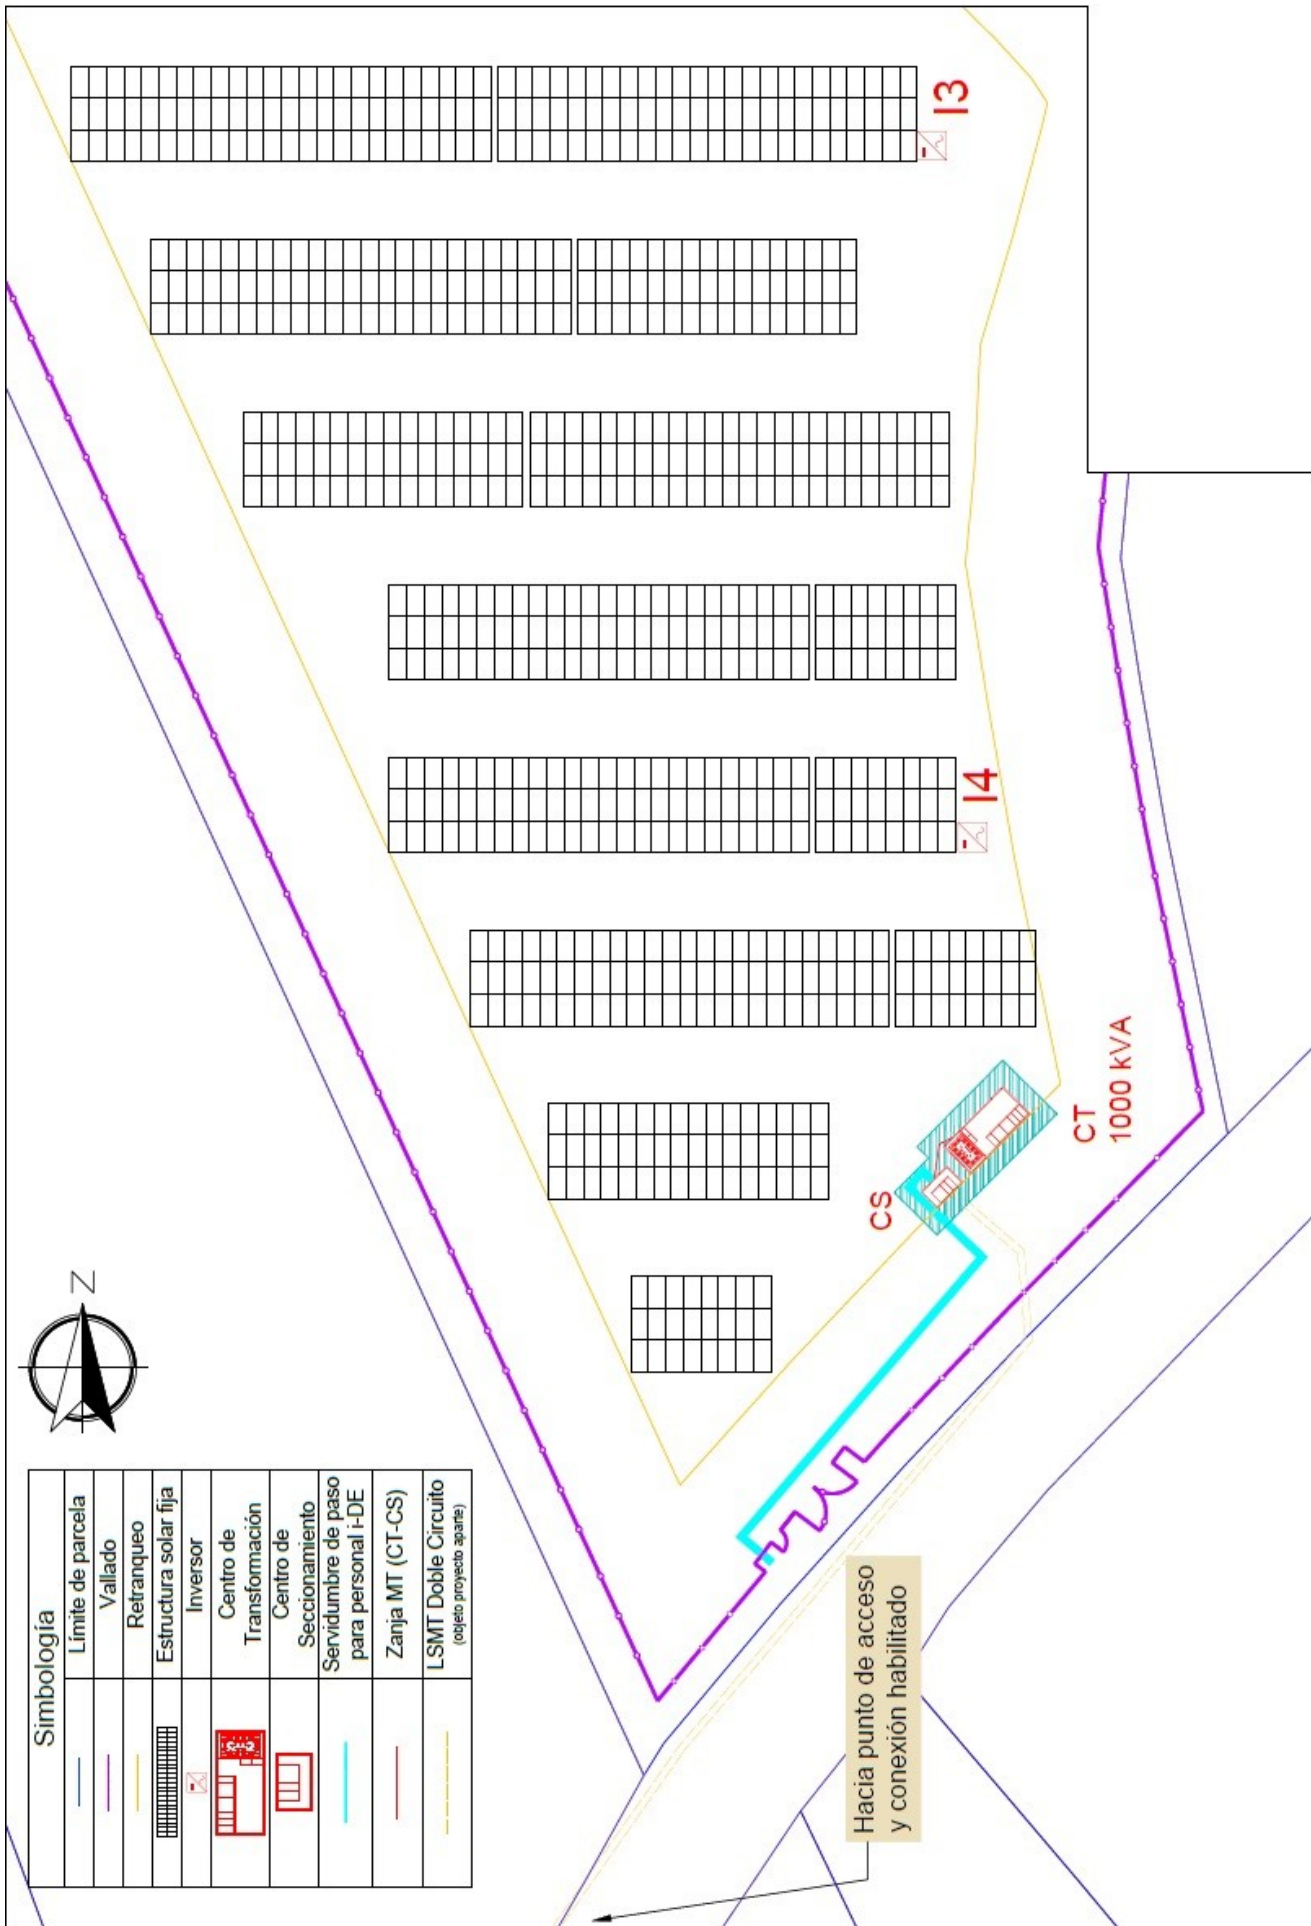 Simbología
Límite de parcela
Vallado
Retranqueo
Estructura solar fija
Inversor
Centro de
Transformación
Centro de
Seccionamiento
Servidumbre de paso
para personal i-DE
Zanja MT (CT-CS)
LSMT Doble Circuito
(objeto proyecto aparte)
N
I3
I4
CS
CT
1000 kVA
Hacia punto de acceso
y conexión habilitado